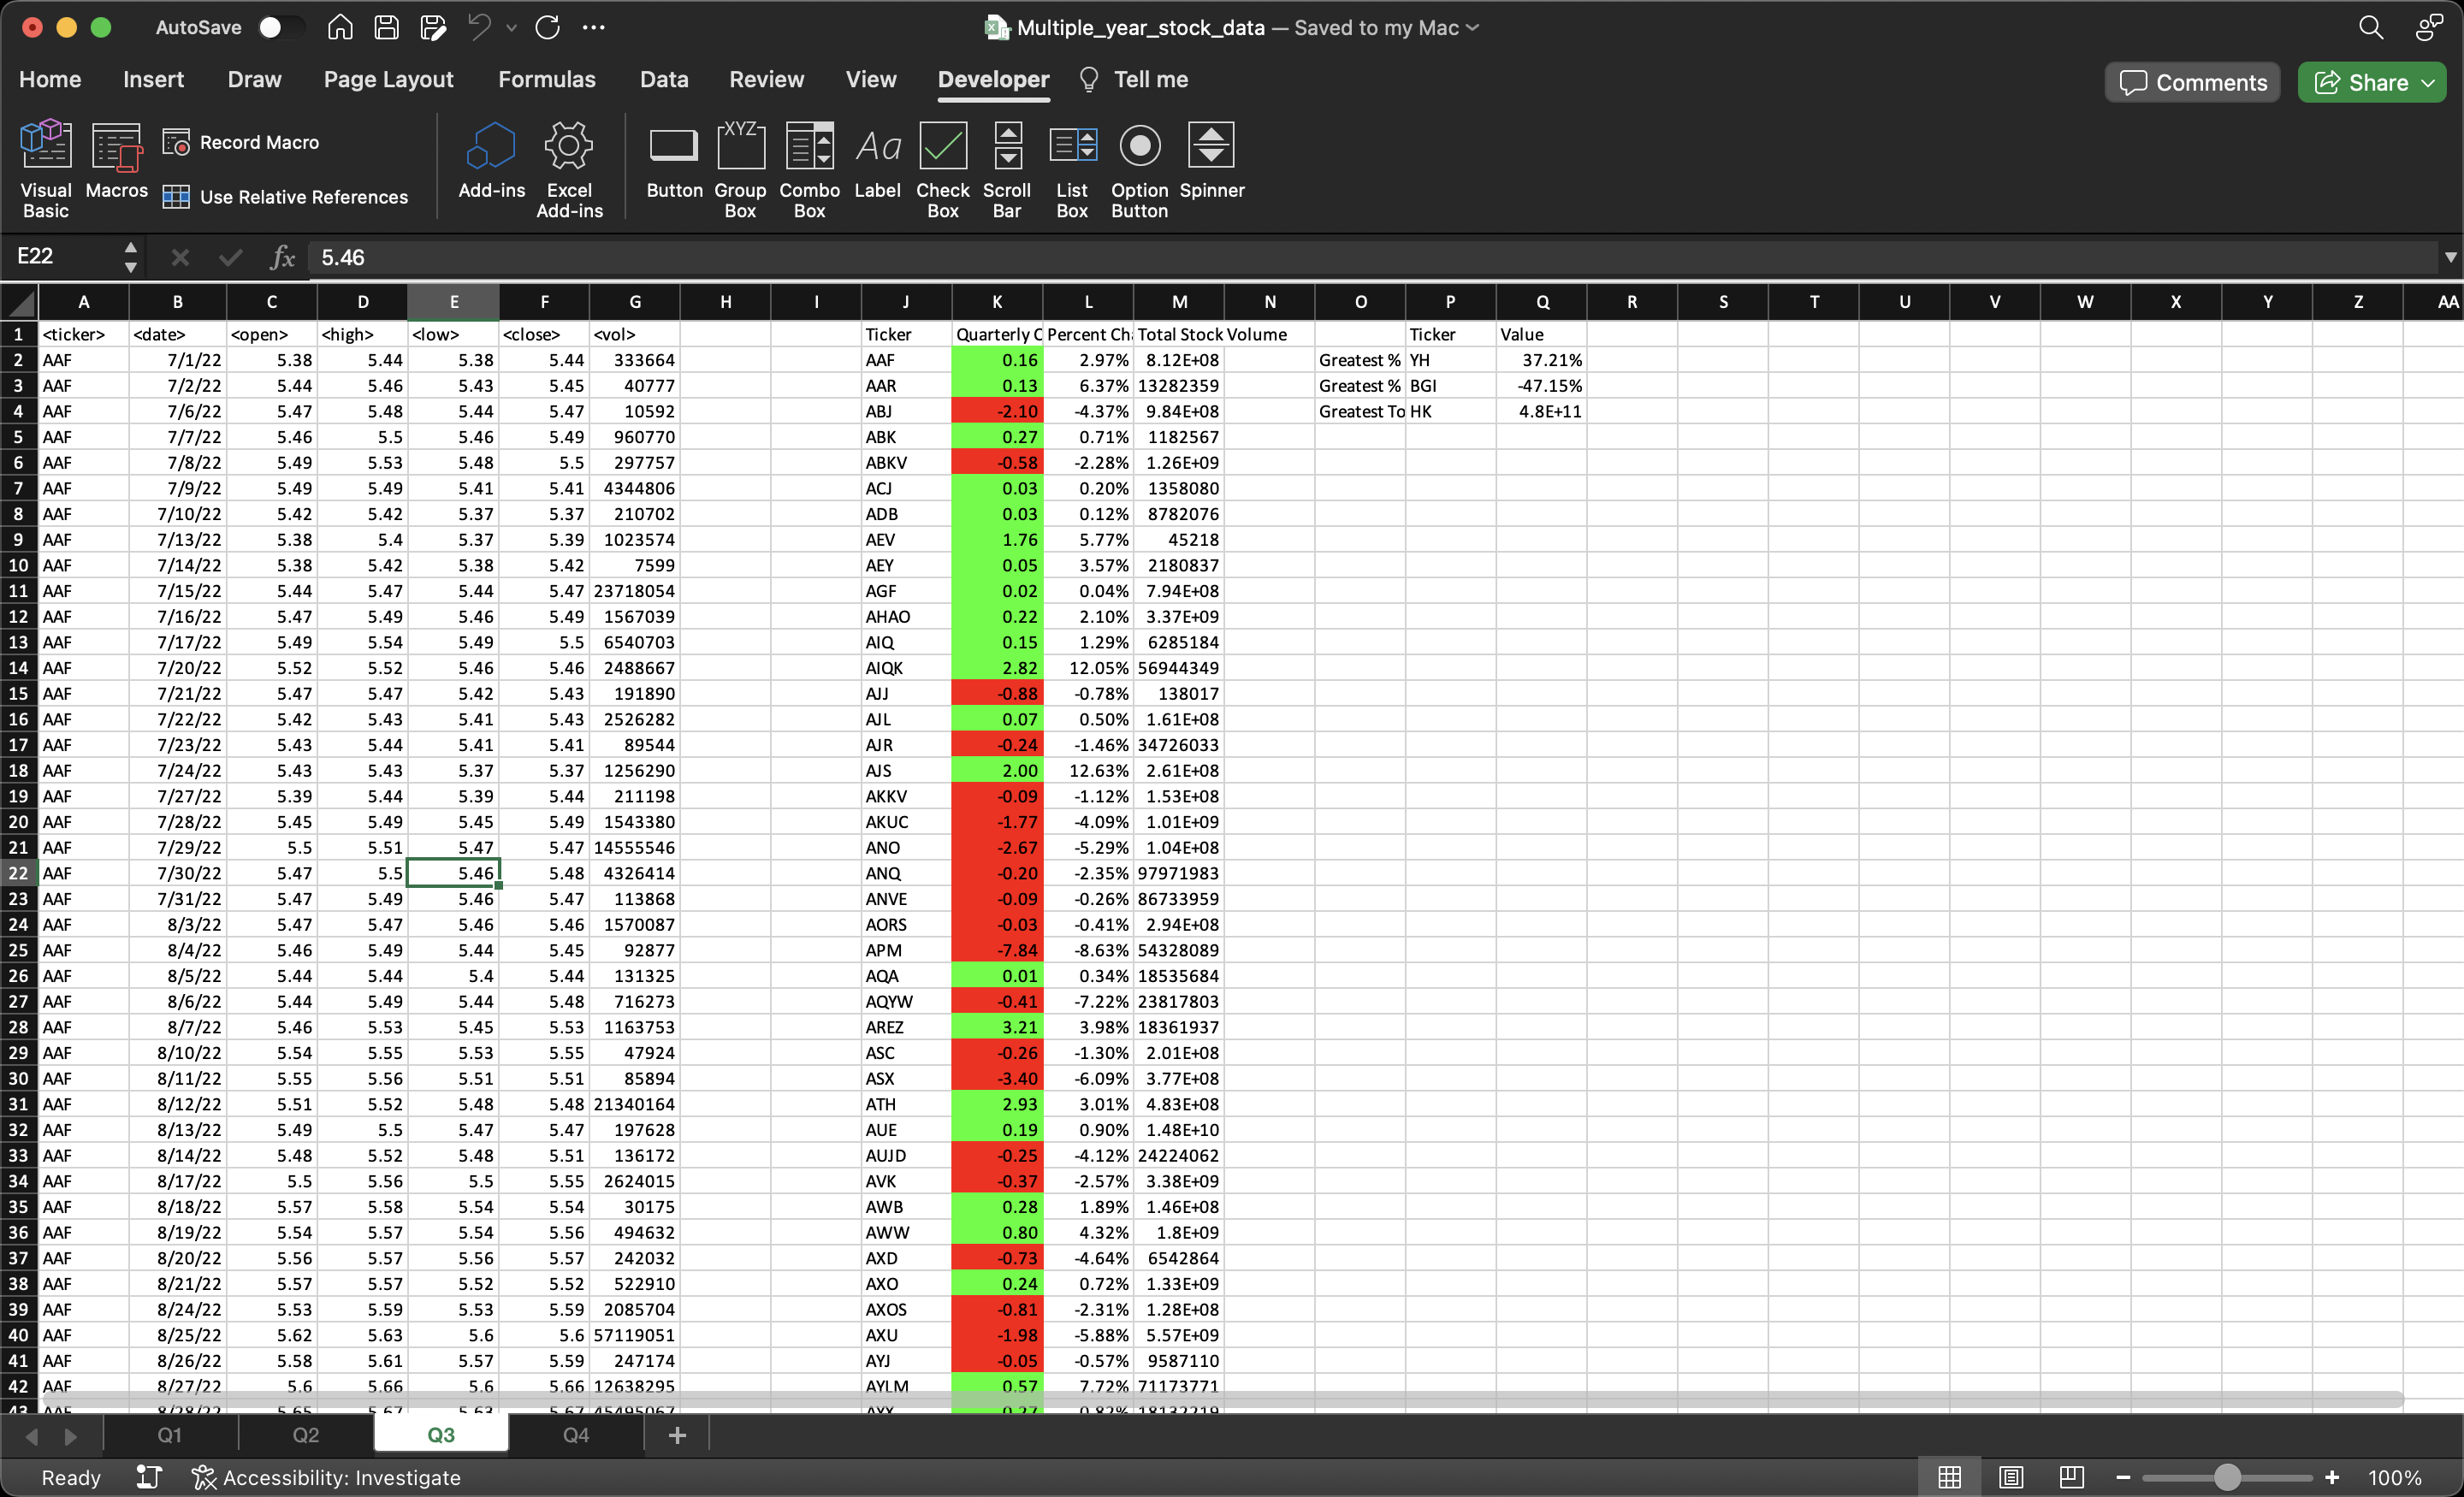 AutoSave Multiple_year_stock_data — Saved to my Mac
Home Insert Draw Page Layout Formulas Data Review View Developer Tell me Comments Share
Visual Basic Macros Record Macro Use Relative References Add-ins Excel Add-ins Button XYZ Group Box Combo Box Aa Label Check Box Scroll Bar List Box Option Button Spinner
E22 fx 5.46
A B C D E F G H I J K L M N O P Q R S T U V W X Y Z AA
1 <ticker> <date> <open> <high> <low> <close> <vol> Ticker Quarterly C Percent Ch Total Stock Volume Ticker Value
2 AAF 7/1/22 5.38 5.44 5.38 5.44 333664 AAF 0.16 2.97% 8.12E+08 Greatest % YH 37.21%
3 AAF 7/2/22 5.44 5.46 5.43 5.45 40777 AAR 0.13 6.37% 13282359 Greatest % BGI -47.15%
4 AAF 7/6/22 5.47 5.48 5.44 5.47 10592 ABJ -2.10 -4.37% 9.84E+08 Greatest To HK 4.8E+11
5 AAF 7/7/22 5.46 5.5 5.46 5.49 960770 ABK 0.27 0.71% 1182567
6 AAF 7/8/22 5.49 5.53 5.48 5.5 297757 ABKV -0.58 -2.28% 1.26E+09
7 AAF 7/9/22 5.49 5.49 5.41 5.41 4344806 ACJ 0.03 0.20% 1358080
8 AAF 7/10/22 5.42 5.42 5.37 5.37 210702 ADB 0.03 0.12% 8782076
9 AAF 7/13/22 5.38 5.4 5.37 5.39 1023574 AEV 1.76 5.77% 45218
10 AAF 7/14/22 5.38 5.42 5.38 5.42 7599 AEY 0.05 3.57% 2180837
11 AAF 7/15/22 5.44 5.47 5.44 5.47 23718054 AGF 0.02 0.04% 7.94E+08
12 AAF 7/16/22 5.47 5.49 5.46 5.49 1567039 AHAO 0.22 2.10% 3.37E+09
13 AAF 7/17/22 5.49 5.54 5.49 5.5 6540703 AIQ 0.15 1.29% 6285184
14 AAF 7/20/22 5.52 5.52 5.46 5.46 2488667 AIQK 2.82 12.05% 56944349
15 AAF 7/21/22 5.47 5.47 5.42 5.43 191890 AJJ -0.88 -0.78% 138017
16 AAF 7/22/22 5.42 5.43 5.41 5.43 2526282 AJL 0.07 0.50% 1.61E+08
17 AAF 7/23/22 5.43 5.44 5.41 5.41 89544 AJR -0.24 -1.46% 34726033
18 AAF 7/24/22 5.43 5.43 5.37 5.37 1256290 AJS 2.00 12.63% 2.61E+08
19 AAF 7/27/22 5.39 5.44 5.39 5.44 211198 AKKV -0.09 -1.12% 1.53E+08
20 AAF 7/28/22 5.45 5.49 5.45 5.49 1543380 AKUC -1.77 -4.09% 1.01E+09
21 AAF 7/29/22 5.5 5.51 5.47 5.47 14555546 ANO -2.67 -5.29% 1.04E+08
22 AAF 7/30/22 5.47 5.5 5.46 5.48 4326414 ANQ -0.20 -2.35% 97971983
23 AAF 7/31/22 5.47 5.49 5.46 5.47 113868 ANVE -0.09 -0.26% 86733959
24 AAF 8/3/22 5.47 5.47 5.46 5.46 1570087 AORS -0.03 -0.41% 2.94E+08
25 AAF 8/4/22 5.46 5.49 5.44 5.45 92877 APM -7.84 -8.63% 54328089
26 AAF 8/5/22 5.44 5.44 5.4 5.44 131325 AQA 0.01 0.34% 18535684
27 AAF 8/6/22 5.44 5.49 5.44 5.48 716273 AQYW -0.41 -7.22% 23817803
28 AAF 8/7/22 5.46 5.53 5.45 5.53 1163753 AREZ 3.21 3.98% 18361937
29 AAF 8/10/22 5.54 5.55 5.53 5.55 47924 ASC -0.26 -1.30% 2.01E+08
30 AAF 8/11/22 5.55 5.56 5.51 5.51 85894 ASX -3.40 -6.09% 3.77E+08
31 AAF 8/12/22 5.51 5.52 5.48 5.48 21340164 ATH 2.93 3.01% 4.83E+08
32 AAF 8/13/22 5.49 5.5 5.47 5.47 197628 AUE 0.19 0.90% 1.48E+10
33 AAF 8/14/22 5.48 5.52 5.48 5.51 136172 AUJD -0.25 -4.12% 24224062
34 AAF 8/17/22 5.5 5.56 5.5 5.55 2624015 AVK -0.37 -2.57% 3.38E+09
35 AAF 8/18/22 5.57 5.58 5.54 5.54 30175 AWB 0.28 1.89% 1.46E+08
36 AAF 8/19/22 5.54 5.57 5.54 5.56 494632 AWW 0.80 4.32% 1.8E+09
37 AAF 8/20/22 5.56 5.57 5.56 5.57 242032 AXD -0.73 -4.64% 6542864
38 AAF 8/21/22 5.57 5.57 5.52 5.52 522910 AXO 0.24 0.72% 1.33E+09
39 AAF 8/24/22 5.53 5.59 5.53 5.59 2085704 AXOS -0.81 -2.31% 1.28E+08
40 AAF 8/25/22 5.62 5.63 5.6 5.6 57119051 AXU -1.98 -5.88% 5.57E+09
41 AAF 8/26/22 5.58 5.61 5.57 5.59 247174 AYJ -0.05 -0.57% 9587110
42 AAF 8/27/22 5.6 5.66 5.6 5.66 12638295 AYLM 0.57 7.72% 71173771
Q1 Q2 Q3 Q4 +
Ready Accessibility: Investigate 100%